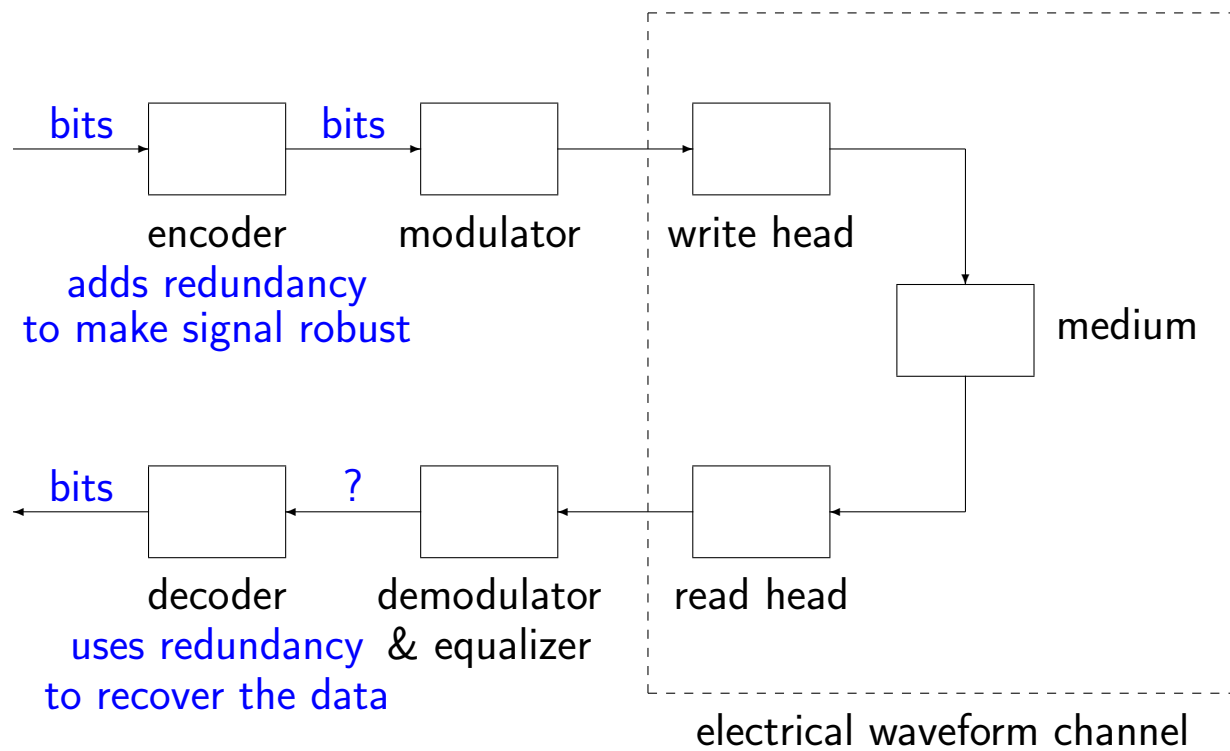 bits
bits
encoder
modulator
write head
adds redundancy
to make signal robust
medium
bits
?
decoder
demodulator
read head
uses redundancy
& equalizer
to recover the data
electrical waveform channel